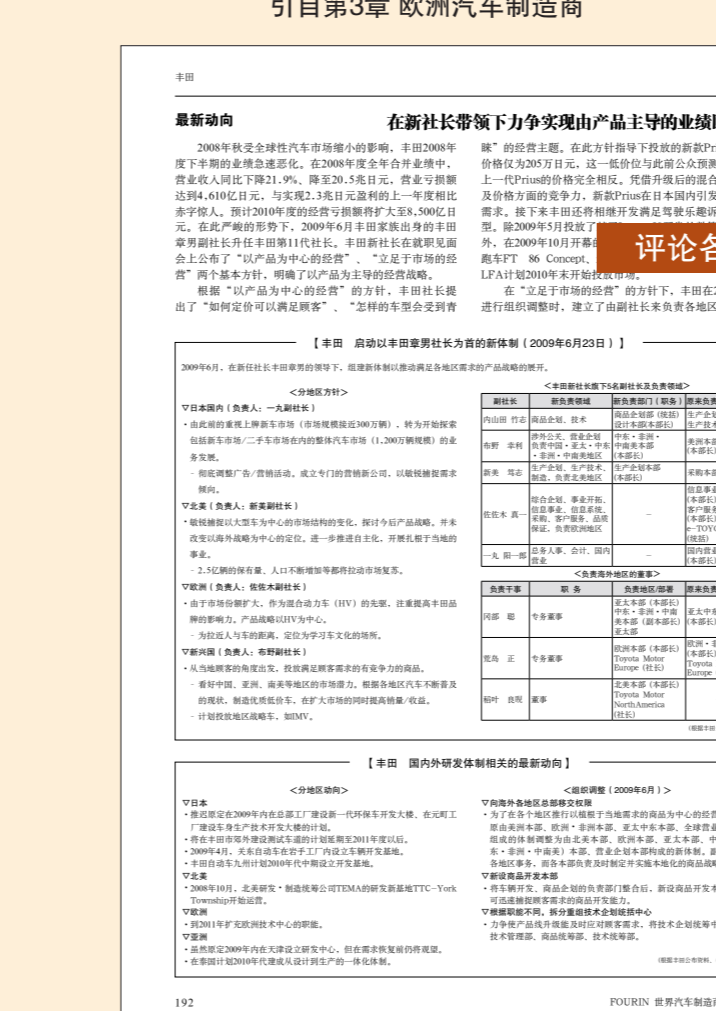 引自第3章 欧洲汽车制造商
丰田
最新动向
在新社长带领下力争实现由产品主导的业绩
2008年秋受全球性汽车市场缩小的影响，丰田2008年
度下半期的业绩急速恶化。在2008年度全年合并业绩中，
营业收入同比下降21.9%、降至20.5兆日元，营业亏损额
达到4,610亿日元，与实现2.3兆日元盈利的上一年度相比
赤字惊人。预计2010年度的经营亏损额将扩大至8,500亿日
元。在此严峻的形势下，2009年6月丰田家族出身的丰田
章男副社长升任丰田第11代社长。丰田新社长在就职见面
会上公布了“以产品为中心的经营”、“立足于市场的经
营”两个基本方针，明确了以产品为主导的经营战略。
根据“以产品为中心的经营”的方针，丰田社长提
出了“如何定价可以满足顾客”、“怎样的车型会受到青
睐”的经营主题。在此方针指导下投放的新款Pri
价格仅为205万日元，这一低价位与此前公众预测
上一代Prius的价格完全相反。凭借升级后的混合
及价格方面的竞争力，新款Prius在日本国内引发
需求。接下来丰田还将相继开发满足驾驶乐趣诉
型。除2009年5月投放了
外，在2009年10月开幕的
跑车FT 86 Concept、
LFA计划2010年末开始投放市场。
在“立足于市场的经营”的方针下，丰田在2
进行组织调整时，建立了由副社长来负责各地区
评论各
【丰田 启动以丰田章男社长为首的新体制（2009年6月23日）】
2009年6月，在新任社长丰田章男的领导下，组建新体制以推动满足各地区需求的产品战略的展开。
＜分地区方针＞
▽日本国内（负责人：一丸副社长）
・由此前的重视上牌新车市场（市场规模接近300万辆），转为开始探索
包括新车市场/二手车市场在内的整体汽车市场（1,200万辆规模）的业
务发展。
- 彻底调整广告/营销活动。成立专门的营销新公司，以敏锐捕捉需求
倾向。
▽北美（负责人：新美副社长）
・敏锐捕捉以大型车为中心的市场结构的变化，探讨今后产品战略。并未
改变以海外战略为中心的定位。进一步推进自主化，开展扎根于当地的
事业。
- 2.5亿辆的保有量、人口不断增加等都将拉动市场复苏。
▽欧洲（负责人：佐佐木副社长）
・由于市场份额扩大，作为混合动力车（HV）的先驱，注重提高丰田品
牌的影响力。产品战略以HV为中心。
- 为拉近人与车的距离，定位为学习车文化的场所。
▽新兴国（负责人：布野副社长）
・从当地顾客的角度出发，投放满足顾客需求的有竞争力的商品。
- 看好中国、亚洲、南美等地区的市场潜力。根据各地区汽车不断普及
的现状，制造优质低价车，在扩大市场的同时提高销量/收益。
- 计划投放地区战略车，如IMV。
＜丰田新社长旗下5名副社长及负责领域＞
副社长 新负责领域 新负责部门（职务） 原来负责
内山田 竹志 商品企划、技术 商品企划部（统括） 设计本部(本部长) 生产企划 生产技术
布野 幸利 涉外公关、营业企划 负责中国・亚太・中东・非洲・中南美地区 中东・非洲・中南美本部（本部长） 美洲本部（本部长
新美 笃志 生产企划、生产技术、制造，负责北美地区 生产企划本部（本部长） 采购本部
佐佐木 真一 综合企划、事业开拓、信息事业、信息系统、采购、客户服务、品质保证，负责欧洲地区 － 信息事业（本部长） 客户服务（本部长） e-TOYO（统括）
一丸 阳一郎 总务人事、会计、国内营业 － 国内营业（本部长）
＜负责海外地区的董事＞
负责干事 职 务 负责地区/部署 原来负责
冈部 聪 专务董事 亚太本部（本部长） 中东・非洲・中南美本部（副本部长） 亚太部 亚太中东（本部长）
荒岛 正 专务董事 欧洲本部（本部长） Toyota Motor Europe（社长） 欧洲・非（本部长） Toyota Europe
稻叶 良睍 董事 北美本部（本部长） Toyota Motor NorthAmerica（社长）
（根据丰田
【丰田 国内外研发体制相关的最新动向】
＜分地区动向＞
▽日本
・推迟原定在2009年内在总部工厂建设新一代环保车开发大楼、在元町工
厂建设车身生产技术开发大楼的计划。
・将在丰田市郊外建设测试车道的计划延期至2011年度以后。
・2009年4月，关东自动车在岩手工厂内设立车辆开发基地。
・丰田自动车九州计划2010年代中期设立开发基地。
▽北美
・2008年10月，北美研发・制造统筹公司TEMA的研发新基地TTC-York
Township开始运营。
▽欧洲
・到2011年扩充欧洲技术中心的职能。
▽亚洲
・虽然原定2009年内在天津设立研发中心，但在需求恢复前仍将观望。
・在泰国计划2010年代建成从设计到生产的一体化体制。
＜组织调整（2009年6月）＞
▽向海外各地区总部移交权限
・为了在各个地区推行以植根于当地需求的商品为中心的经营
原由美洲本部、欧洲・非洲本部、亚太中东本部、全球营业
组成的体制调整为由北美本部、欧洲本部、亚太本部、中
东・非洲・中南美）本部、营业企划本部构成的新体制。副
各地区事务，而各本部负责及时制定并实施本地化的商品战略
▽新设商品开发本部
・将车辆开发、商品企划的负责部门整合后，新设商品开发本
可迅速捕捉顾客需求的商品开发能力。
▽根据职能不同，拆分重组技术企划统括中心
・力争使产品线升级能及时应对顾客需求，将技术企划统筹中
技术管理部、商品统筹部、技术统筹部。
（根据丰田公布资料、
192
FOURIN 世界汽车制造商